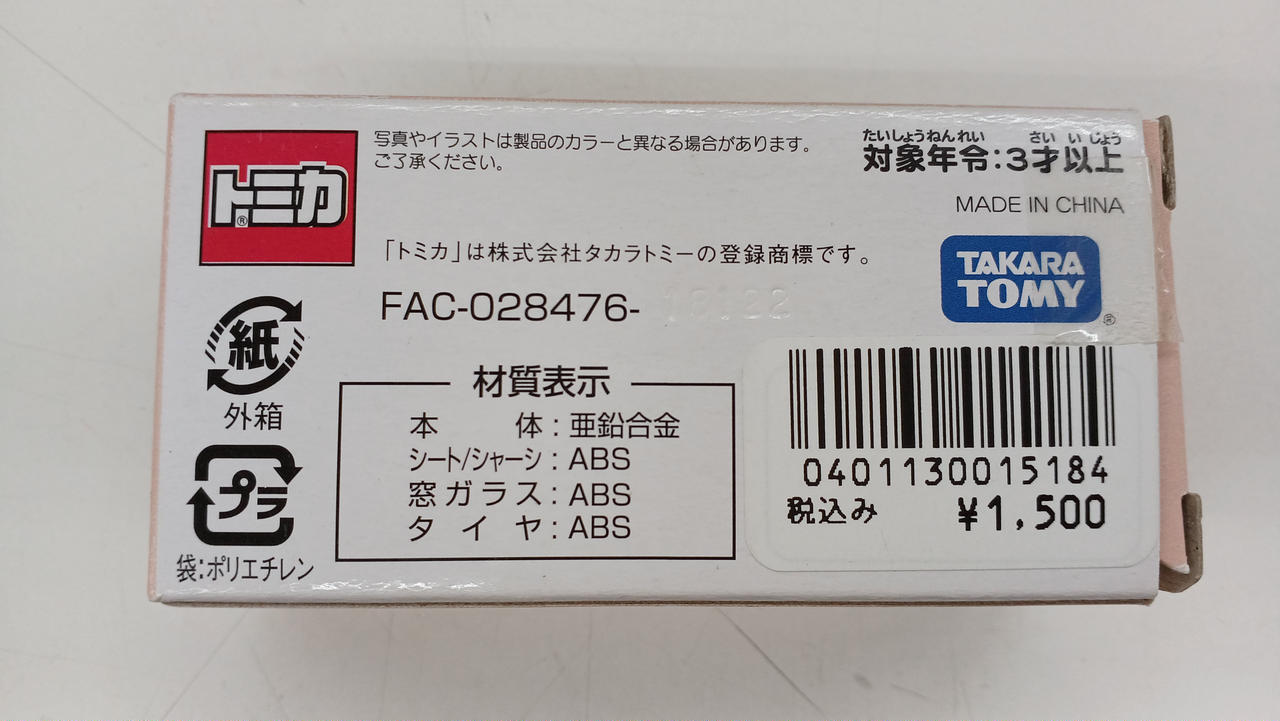 トミカ®
写真やイラストは製品のカラーと異なる場合があります。
ご了承ください。
たいしょうねんれい さいいじょう
対象年令:3才以上
MADE IN CHINA
「トミカ」は株式会社タカラトミーの登録商標です。
TAKARA
TOMY
FAC-028476-
紙
外箱
プラ
袋:ポリエチレン
材質表示
本体:亜鉛合金
シート/シャーシ:ABS
窓ガラス:ABS
タイヤ:ABS
0401130015184
税込み ¥1,500